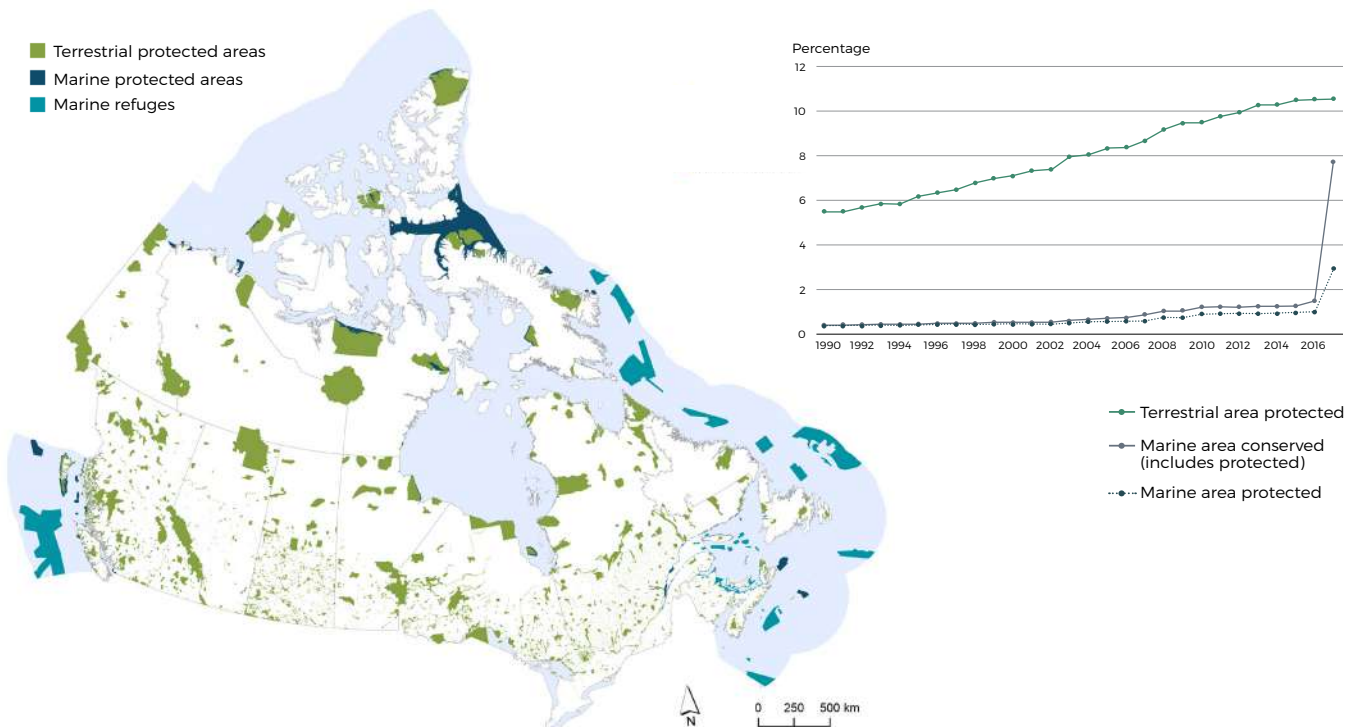 Terrestrial protected areas
Marine protected areas
Marine refuges
Percentage
12
10
8
6
4
2
0
1990 1992 1994 1996 1998 2000 2002 2004 2006 2008 2010 2012 2014 2016
Terrestrial area protected
Marine area conserved
(includes protected)
Marine area protected
N
0 250 500 km